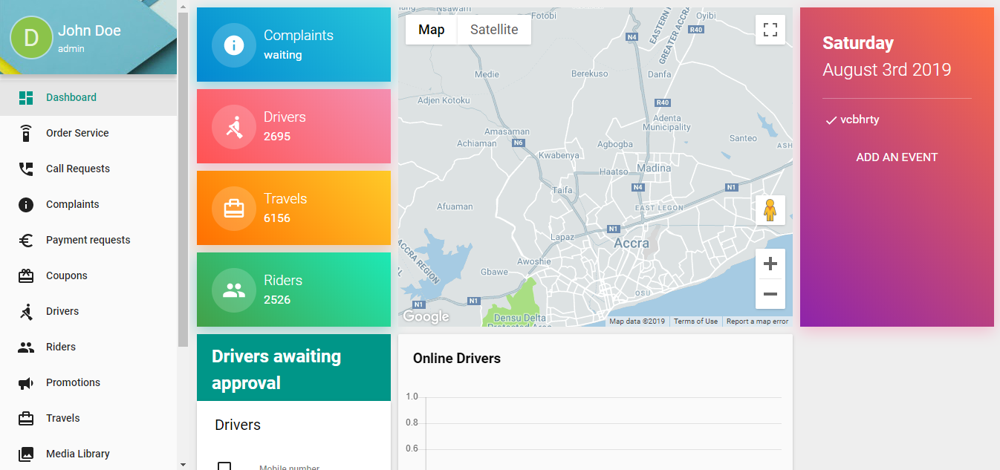 D
John Doe
admin
Dashboard
Order Service
Call Requests
Complaints
Payment requests
Coupons
Drivers
Riders
Promotions
Travels
Media Library
Complaints
waiting
Drivers
2695
Travels
6156
Riders
2526
Drivers awaiting
approval
Drivers
Mobile number
Map
Satellite
Nsawam
Fotobi
Oyibi
EASTERN
GREATER ACCRA
N4
R40
Medie
Berekuso
Danfa
Adjen Kotoku
R40
Adenta
Municipality
Amasaman
Achiaman
N6
Agbogba
Santeo
ASH
Kwabenya
Haatso
Madina
N4
N1
Taifa
Afuaman
EAST LEGON
N1
Lapaz
Accra
ACCRA REGION
Awoshie
Gbawe
OSU
N1
N1
Densu Delta
Protected Area
Google
Map data ©2019
Terms of Use
Report a map error
Online Drivers
1.0
0.8
0.6
Saturday
August 3rd 2019
vcbhrty
ADD AN EVENT